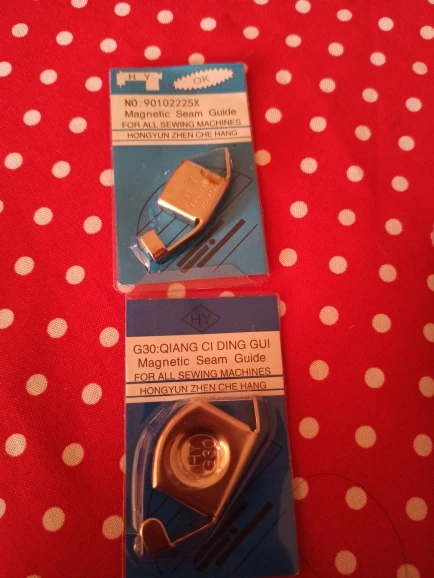 H Y
OK
NO:90102225X
Magnetic Seam Guide
FOR ALL SEWING MACHINES
HONGYUN ZHEN CHE HANG
HY
G30:QIANG CI DING GUI
Magnetic Seam Guide
FOR ALL SEWING MACHINES
HONGYUN ZHEN CHE HANG
HY
G30